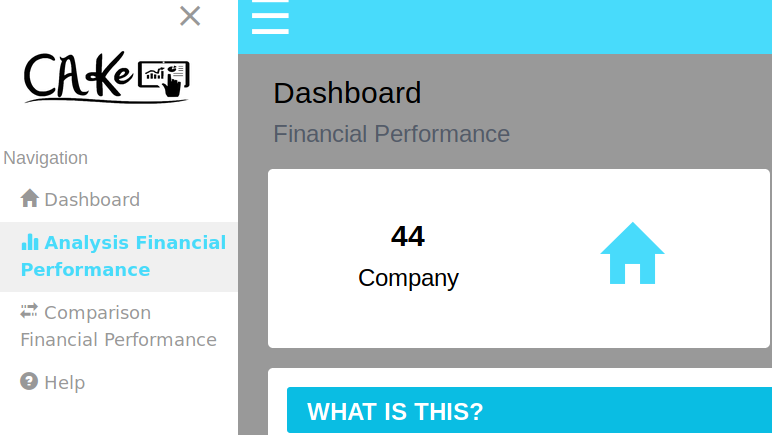 CAKe
Navigation
Dashboard
Analysis Financial
Performance
Comparison
Financial Performance
Help
Dashboard
Financial Performance
44
Company
WHAT IS THIS?